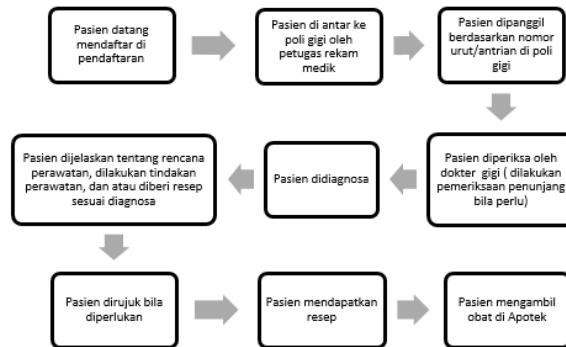 Pasien datang
mendaftar di
pendaftaran
Pasien di antar ke
poli gigi oleh
petugas rekam
medik
Pasien dipanggil
berdasarkan nomor
urut/antrian di poli
gigi
Pasien diperiksa oleh
dokter gigi ( dilakukan
pemeriksaan penunjang
bila perlu)
Pasien didiagnosa
Pasien dijelaskan tentang rencana
perawatan, dilakukan tindakan
perawatan, dan atau diberi resep
sesuai diagnosa
Pasien dirujuk bila
diperlukan
Pasien mendapatkan
resep
Pasien mengambil
obat di Apotek